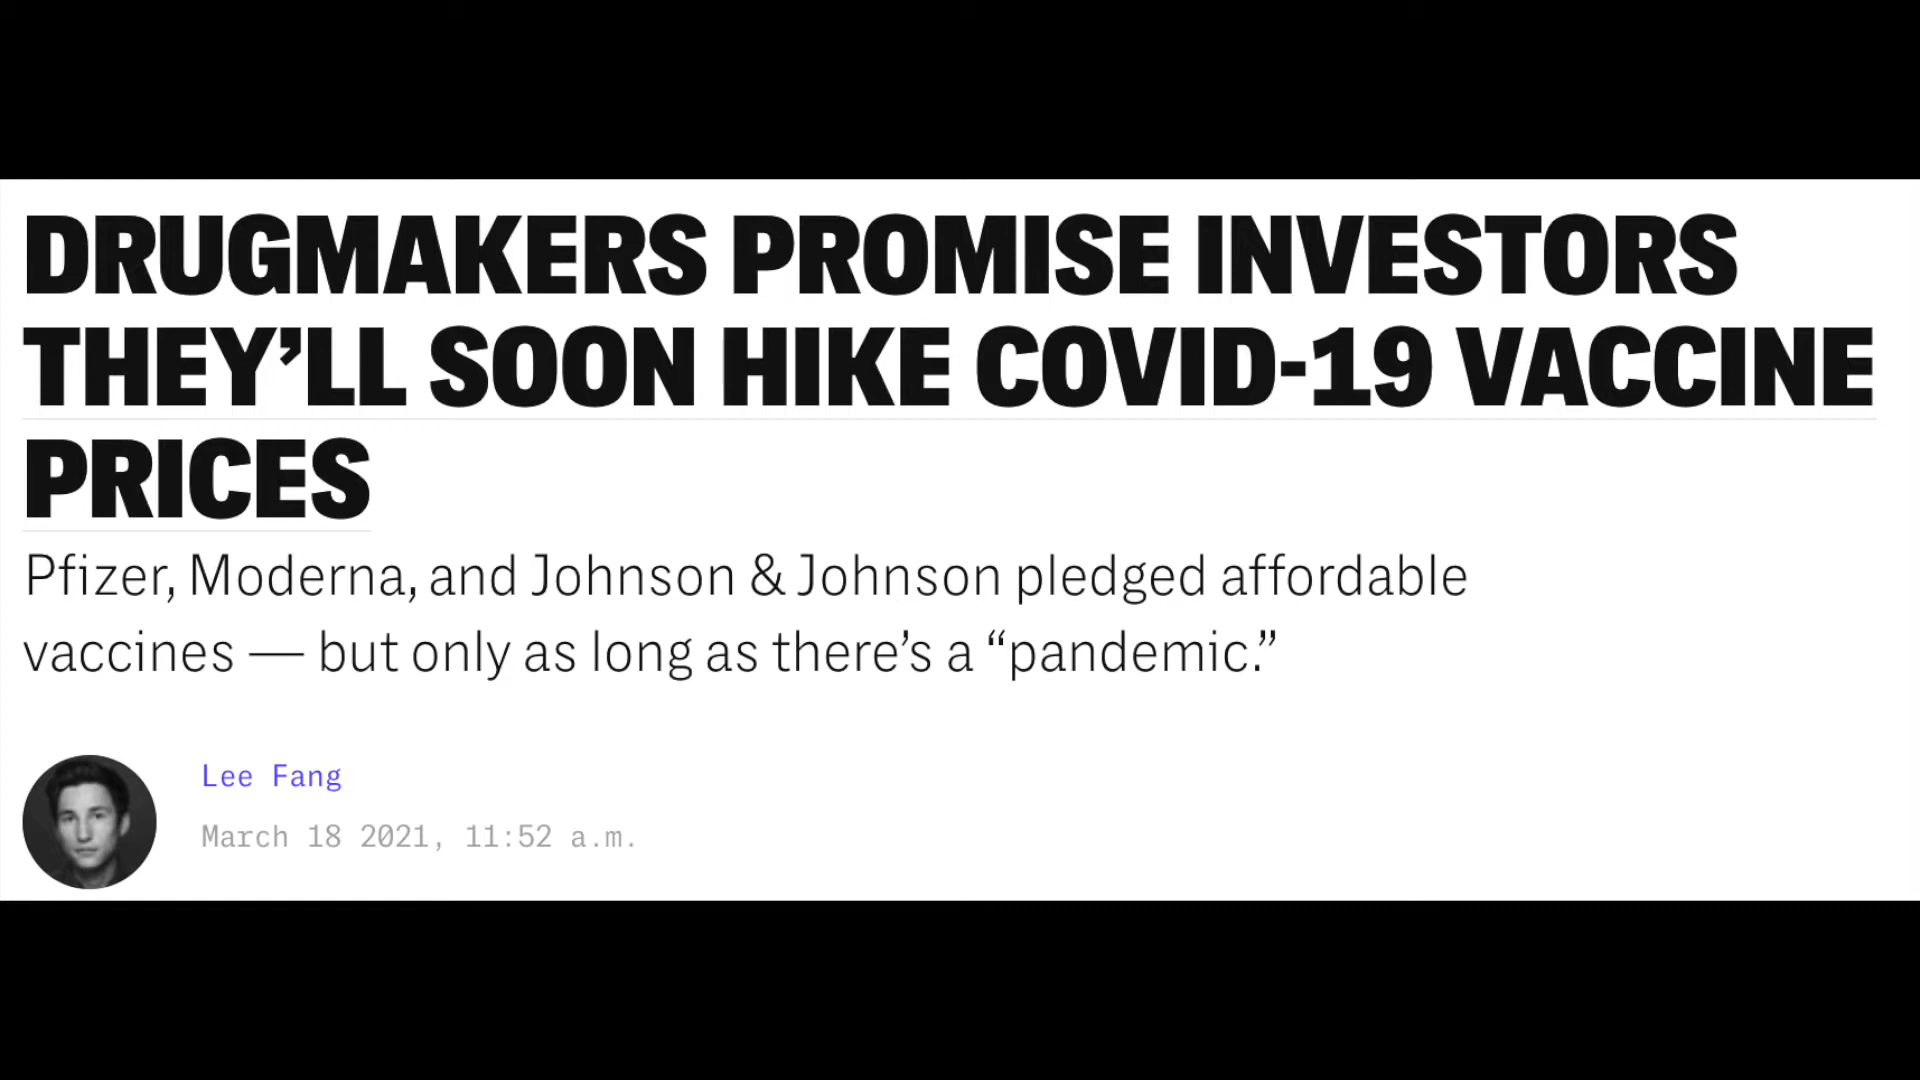 DRUGMAKERS PROMISE INVESTORS
THEY’LL SOON HIKE COVID-19 VACCINE
PRICES
Pfizer, Moderna, and Johnson & Johnson pledged affordable
vaccines — but only as long as there’s a “pandemic.”
Lee Fang
March 18 2021, 11:52 a.m.